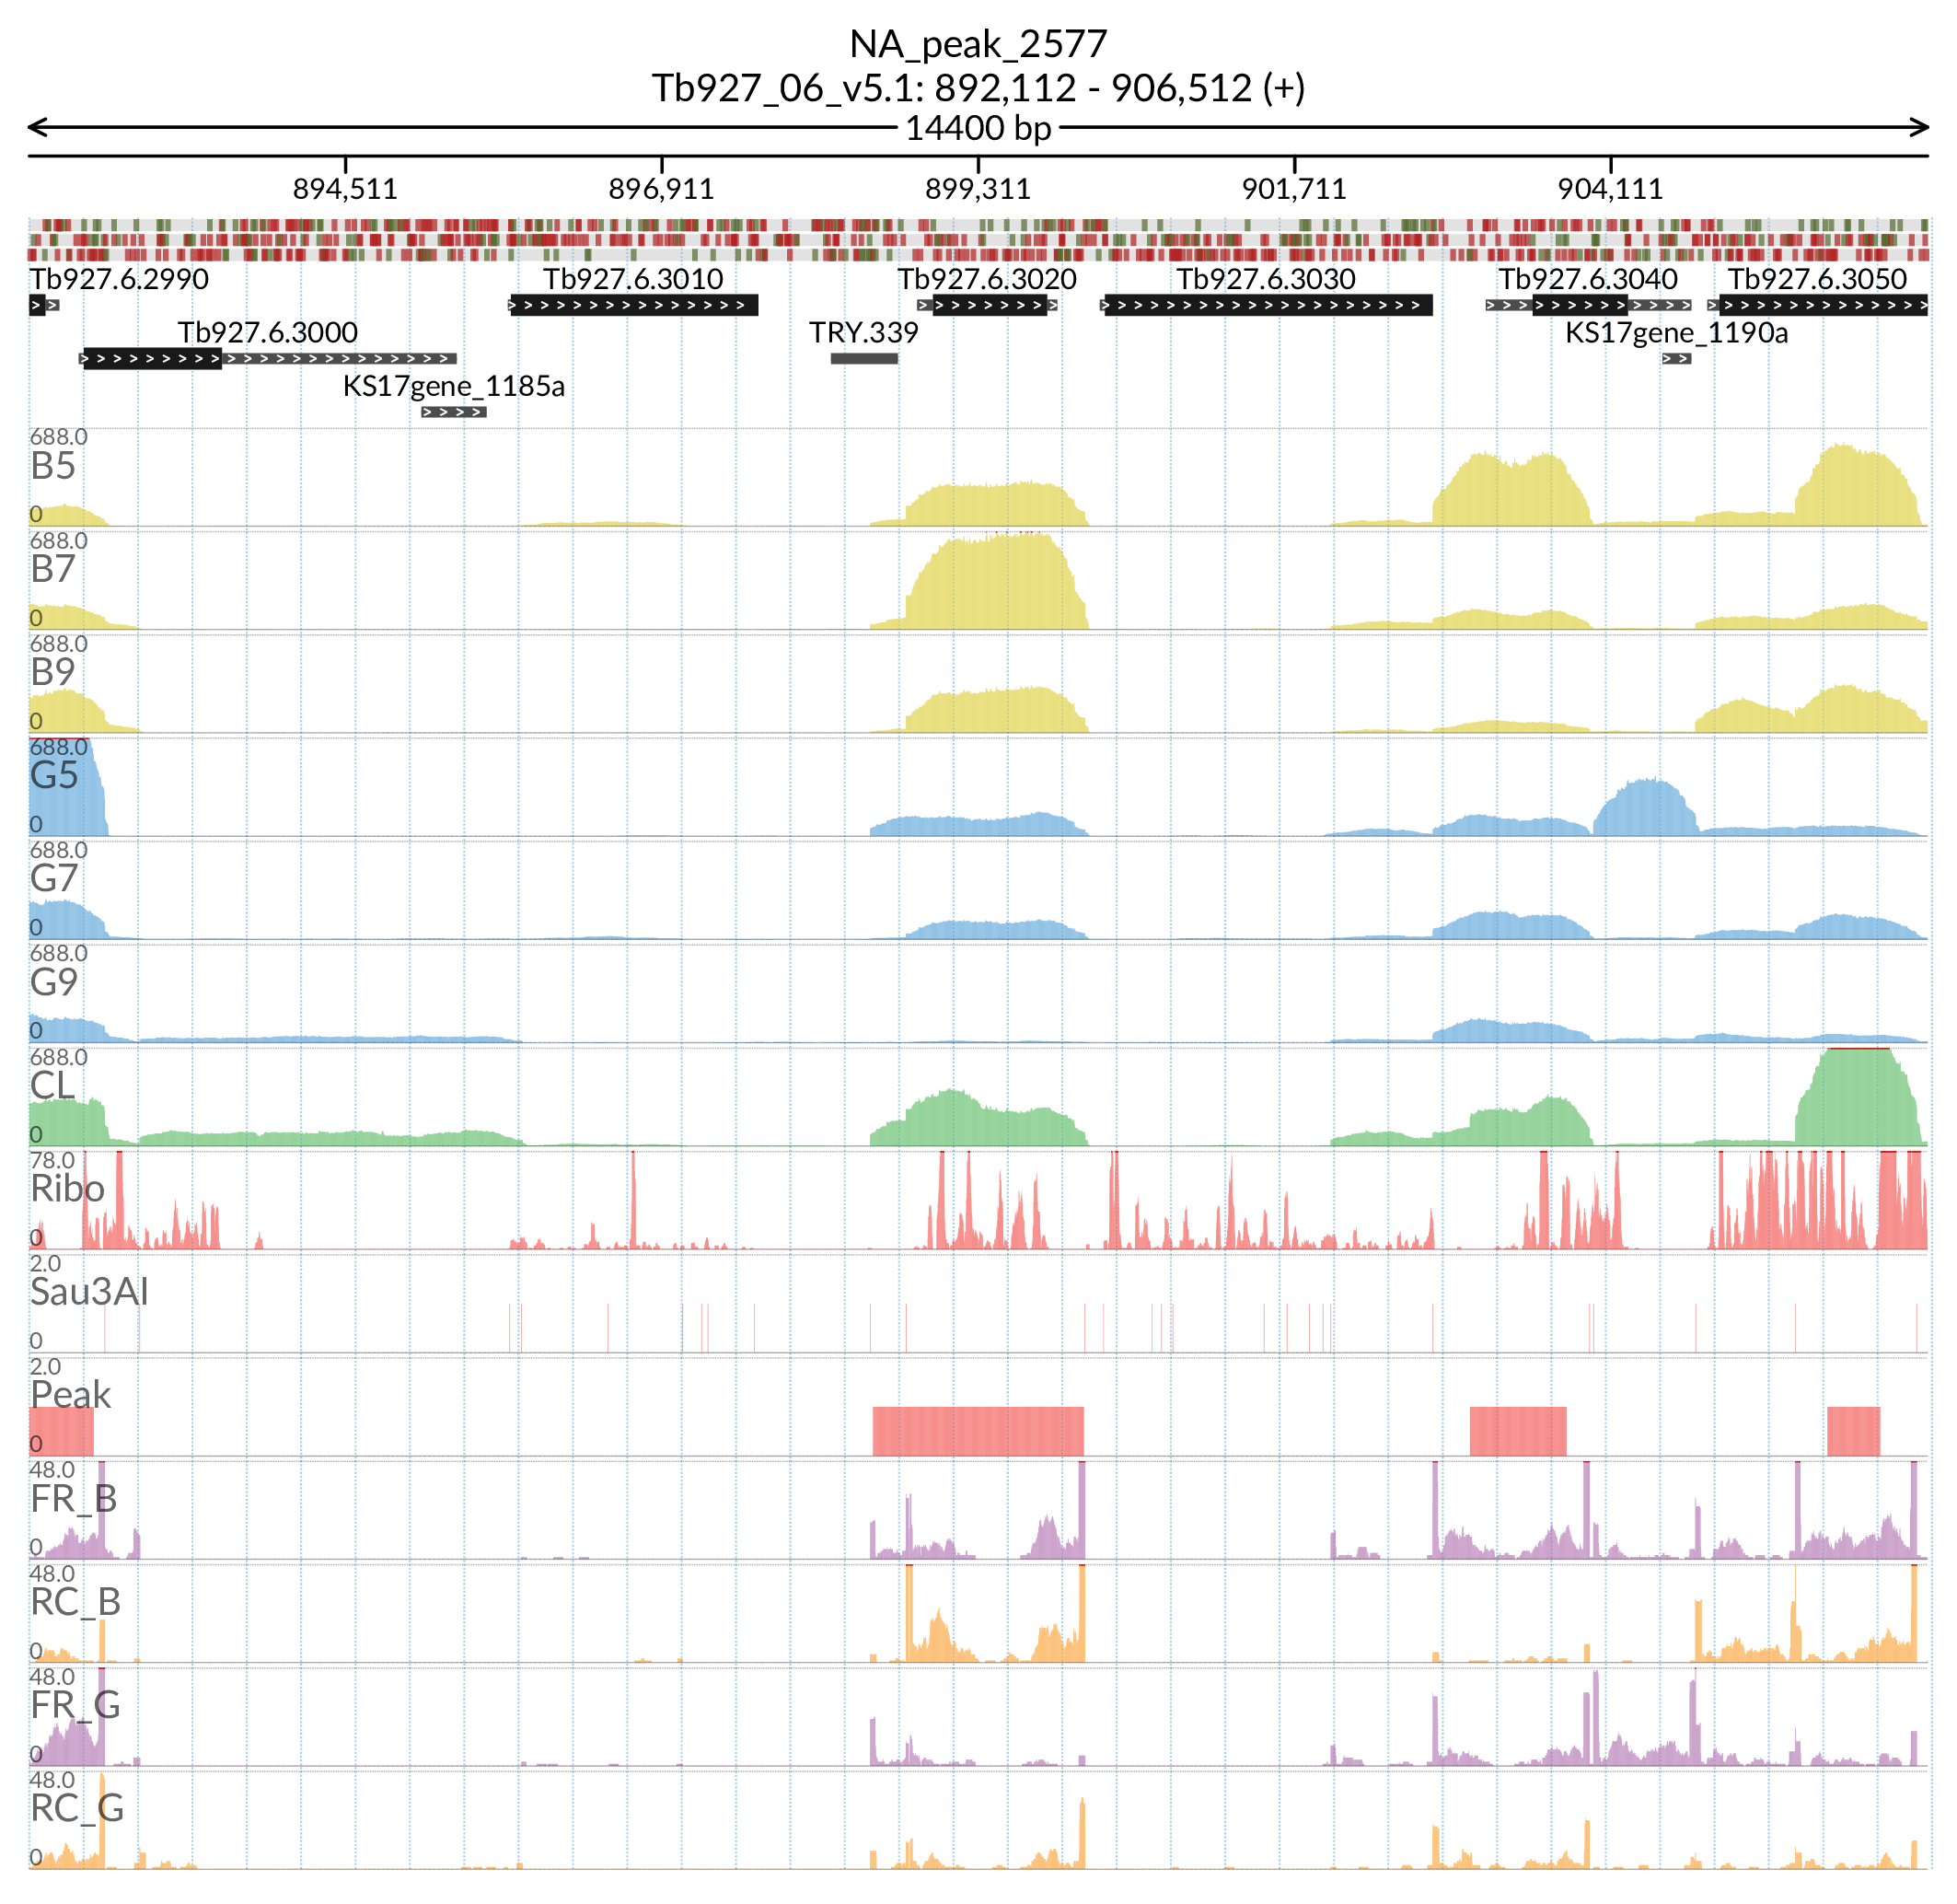 NA_peak_2577
Tb927_06_v5.1: 892,112 - 906,512 (+)
14400 bp
894,511 896,911 899,311 901,711 904,111
Tb927.6.2990 Tb927.6.3010 Tb927.6.3020 Tb927.6.3030 Tb927.6.3040 Tb927.6.3050
Tb927.6.3000 TRY.339 KS17gene_1190a
KS17gene_1185a
688.0
B5
0
688.0
B7
0
688.0
B9
0
688.0
G5
0
688.0
G7
0
688.0
G9
0
688.0
CL
0
78.0
Ribo
0
2.0
Sau3AI
0
2.0
Peak
0
48.0
FR_B
0
48.0
RC_B
0
48.0
FR_G
0
48.0
RC_G
0